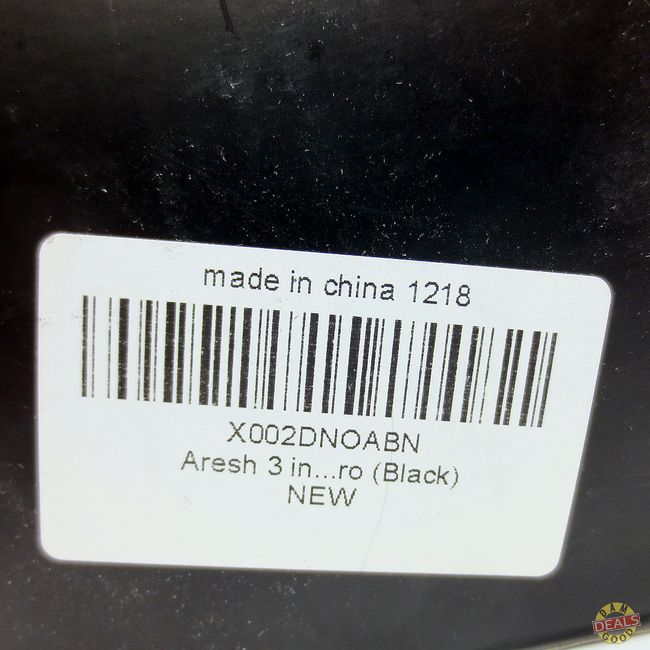 made in china 1218
X002DNOABN
Aresh 3 in...ro (Black)
NEW
DAM
DEALS
GOOD